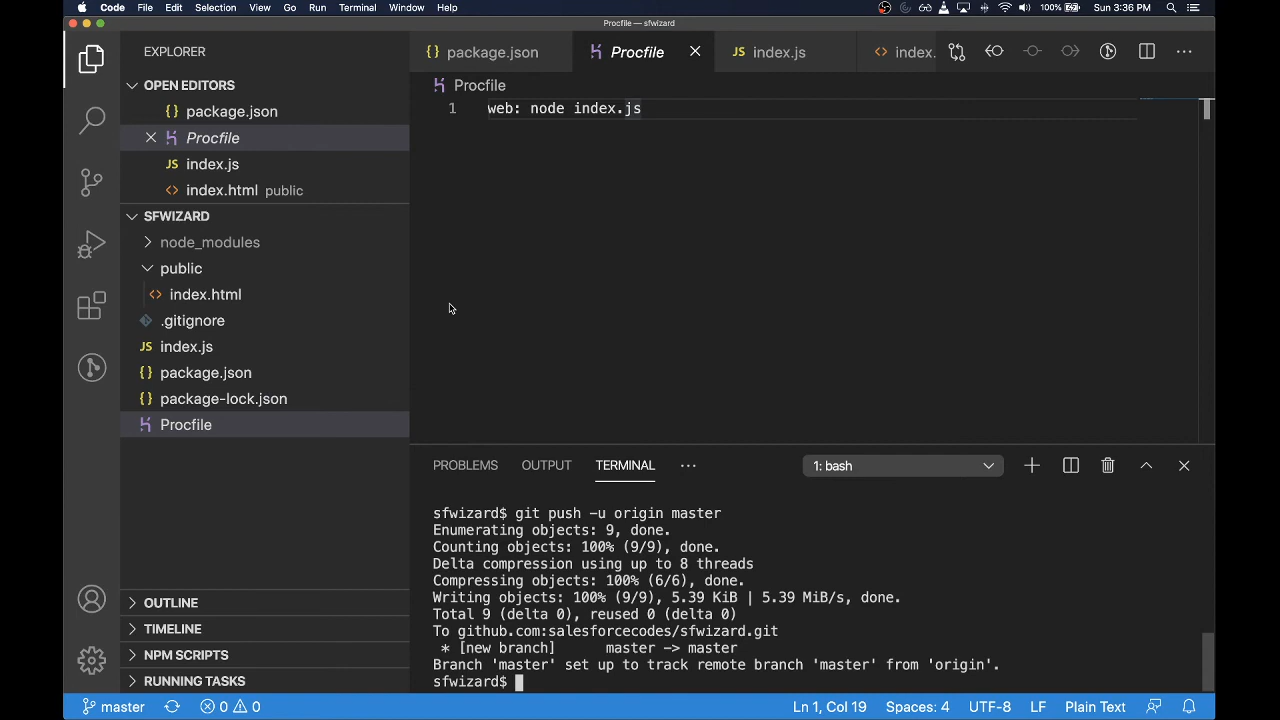 Code File Edit Selection View Go Run Terminal Window Help
100% Sun 3:36 PM
Procfile — sfwizard
EXPLORER
OPEN EDITORS
{} package.json
Procfile
JS index.js
<> index.html public
SFWIZARD
node_modules
public
<> index.html
.gitignore
JS index.js
{} package.json
{} package-lock.json
Procfile
OUTLINE
TIMELINE
NPM SCRIPTS
RUNNING TASKS
{} package.json
Procfile
JS index.js
<> index.
Procfile
1 web: node index.js
PROBLEMS OUTPUT TERMINAL ···
1: bash
sfwizard$ git push -u origin master
Enumerating objects: 9, done.
Counting objects: 100% (9/9), done.
Delta compression using up to 8 threads
Compressing objects: 100% (6/6), done.
Writing objects: 100% (9/9), 5.39 KiB | 5.39 MiB/s, done.
Total 9 (delta 0), reused 0 (delta 0)
To github.com:salesforcecodes/sfwizard.git
* [new branch] master -> master
Branch 'master' set up to track remote branch 'master' from 'origin'.
sfwizard$
master 0 0 Ln 1, Col 19 Spaces: 4 UTF-8 LF Plain Text